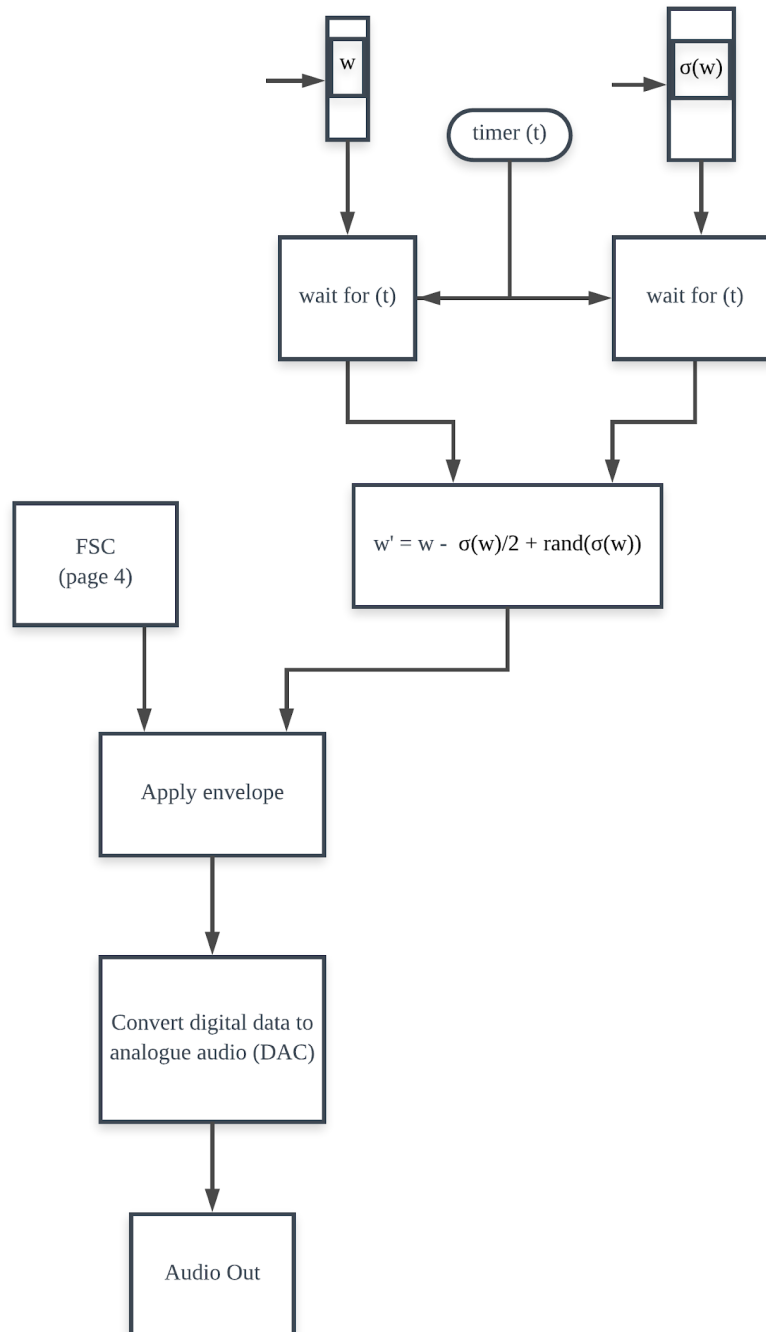 w
σ(w)
timer (t)
wait for (t)
wait for (t)
w' = w - σ(w)/2 + rand(σ(w))
FSC
(page 4)
Apply envelope
Convert digital data to
analogue audio (DAC)
Audio Out